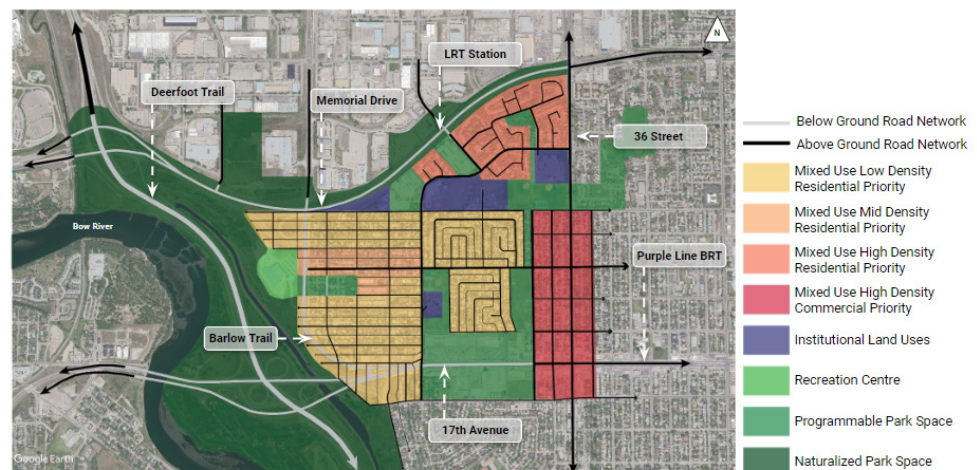 N
LRT Station
Deerfoot Trail
Memorial Drive
36 Street
Bow River
Purple Line BRT
Barlow Trail
17th Avenue
Google Earth
Below Ground Road Network
Above Ground Road Network
Mixed Use Low Density
Residential Priority
Mixed Use Mid Density
Residential Priority
Mixed Use High Density
Residential Priority
Mixed Use High Density
Commercial Priority
Institutional Land Uses
Recreation Centre
Programmable Park Space
Naturalized Park Space